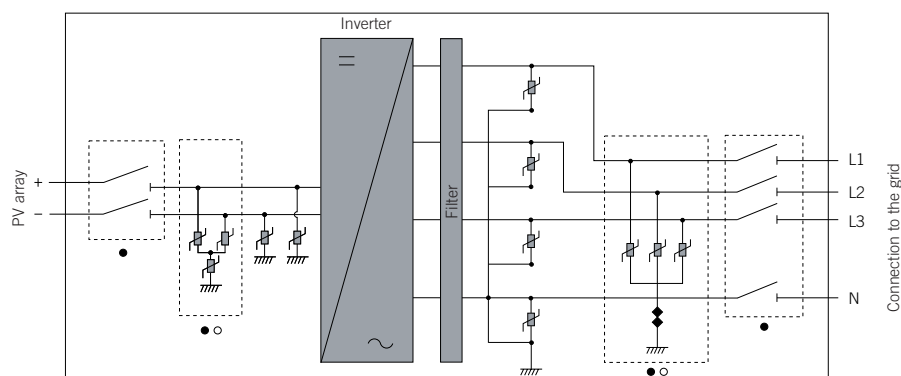 Inverter
PV array
+
−
Filter
L1
L2
L3
N
Connection to the grid